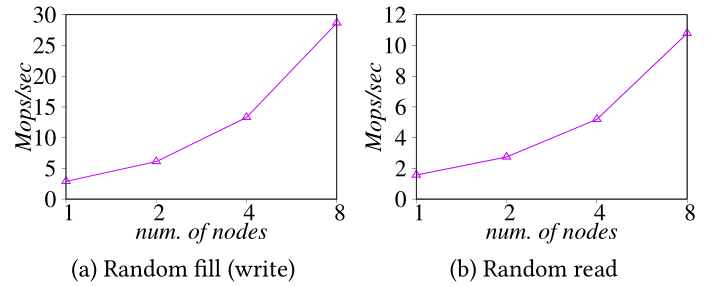 30
25
20
15
10
5
0
Mops/sec
1 2 4 8
num. of nodes
(a) Random fill (write)
12
10
8
6
4
2
0
Mops/sec
1 2 4 8
num. of nodes
(b) Random read